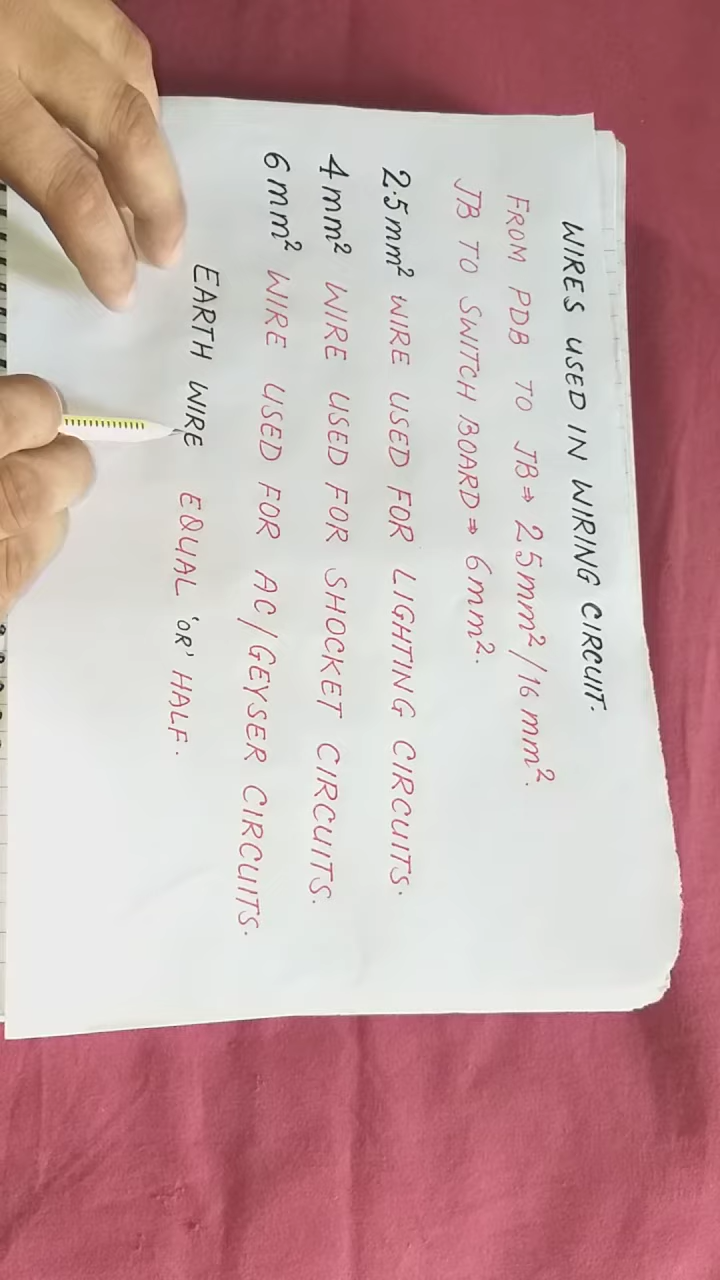 WIRES USED IN WIRING CIRCUIT.
FROM PDB TO JB⇒ 25mm²/16 mm².
JB TO SWITCH BOARD⇒ 6mm².
2.5mm² WIRE USED FOR LIGHTING CIRCUITS.
4mm² WIRE USED FOR SHOCKET CIRCUITS.
6mm² WIRE USED FOR AC/GEYSER CIRCUITS.
EARTH WIRE EQUAL 'OR' HALF.